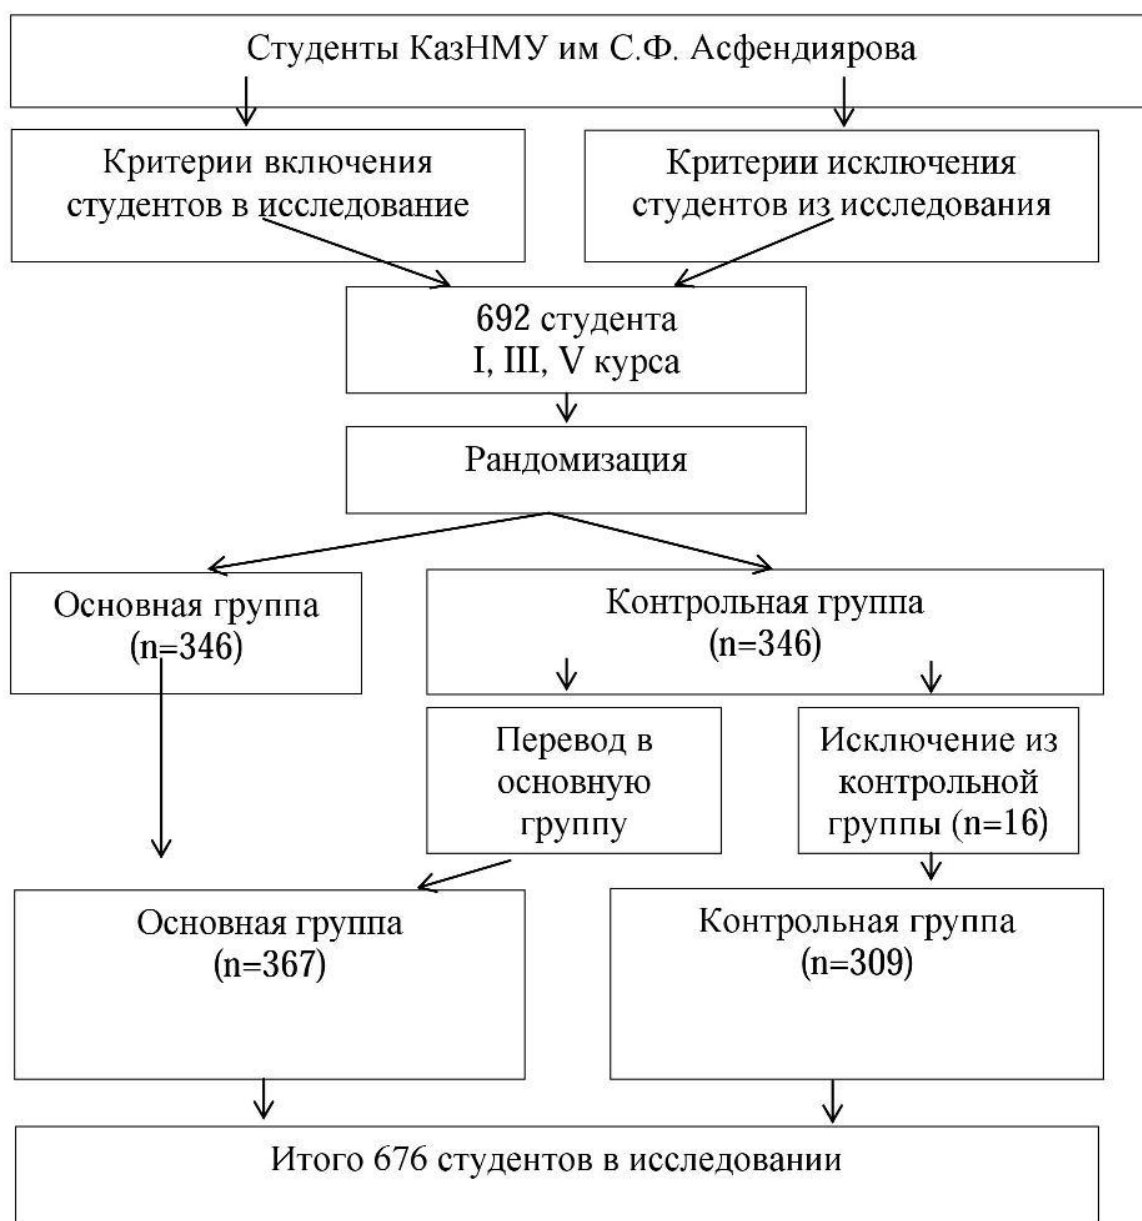 Студенты КазНМУ им С.Ф. Асфендиярова
Критерии включения
студентов в исследование
Критерии исключения
студентов из исследования
692 студента
I, III, V курса
Рандомизация
Основная группа
(n=346)
Контрольная группа
(n=346)
Перевод в
основную
группу
Исключение из
контрольной
группы (n=16)
Основная группа
(n=367)
Контрольная группа
(n=309)
Итого 676 студентов в исследовании